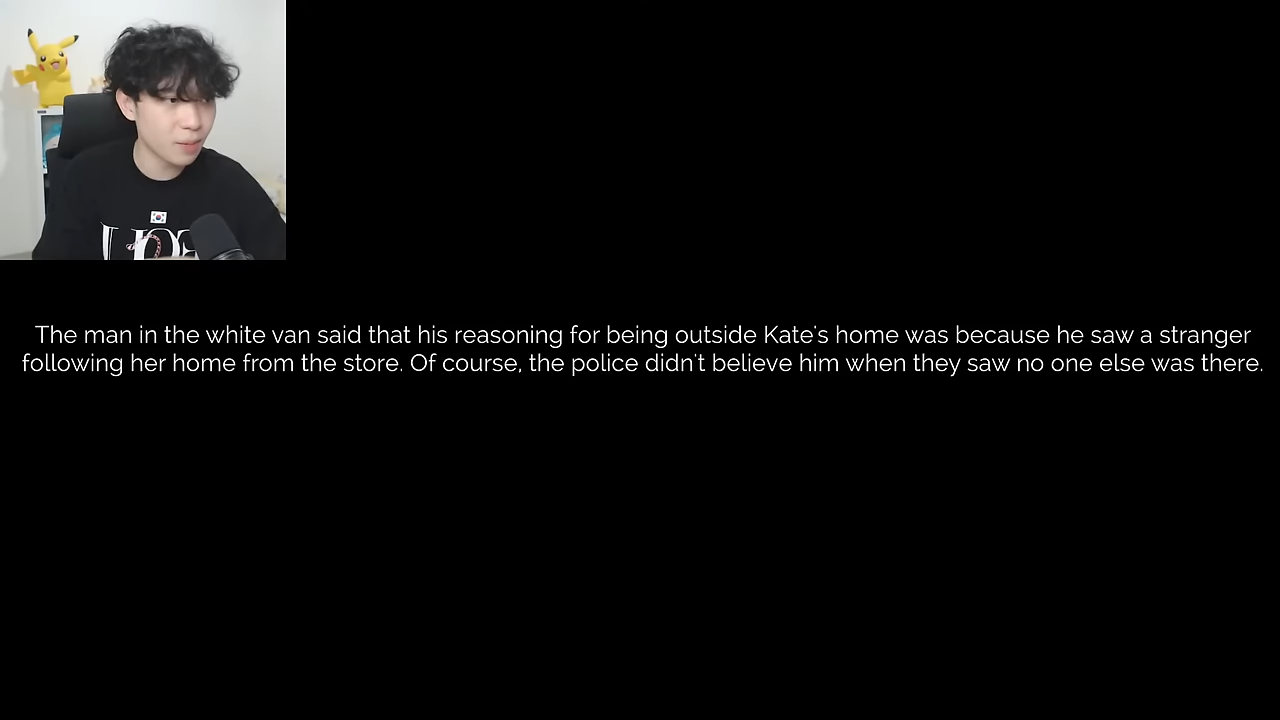 The man in the white van said that his reasoning for being outside Kate's home was because he saw a stranger
following her home from the store. Of course, the police didn't believe him when they saw no one else was there.